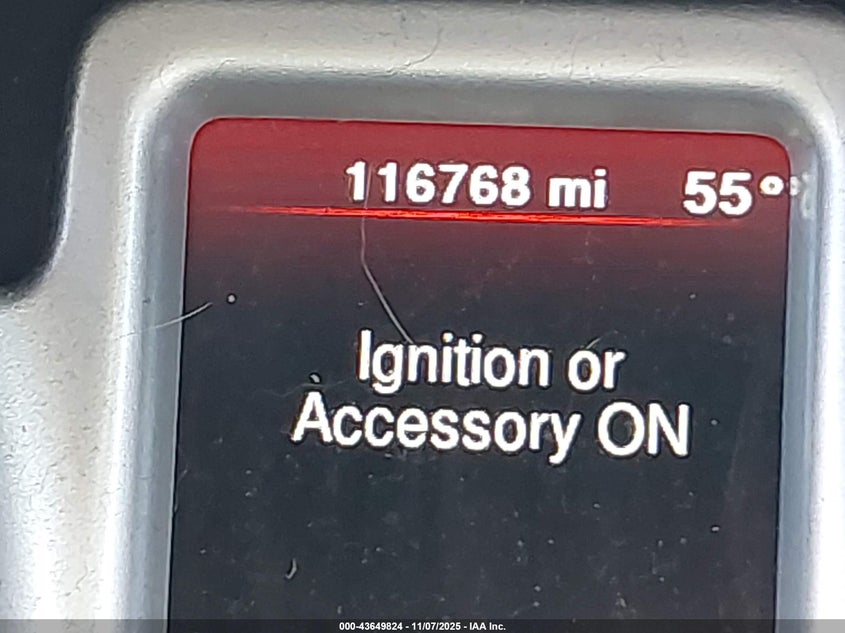 116768 mi 55°
Ignition or
Accessory ON
000-43649824 - 11/07/2025 - IAA Inc.